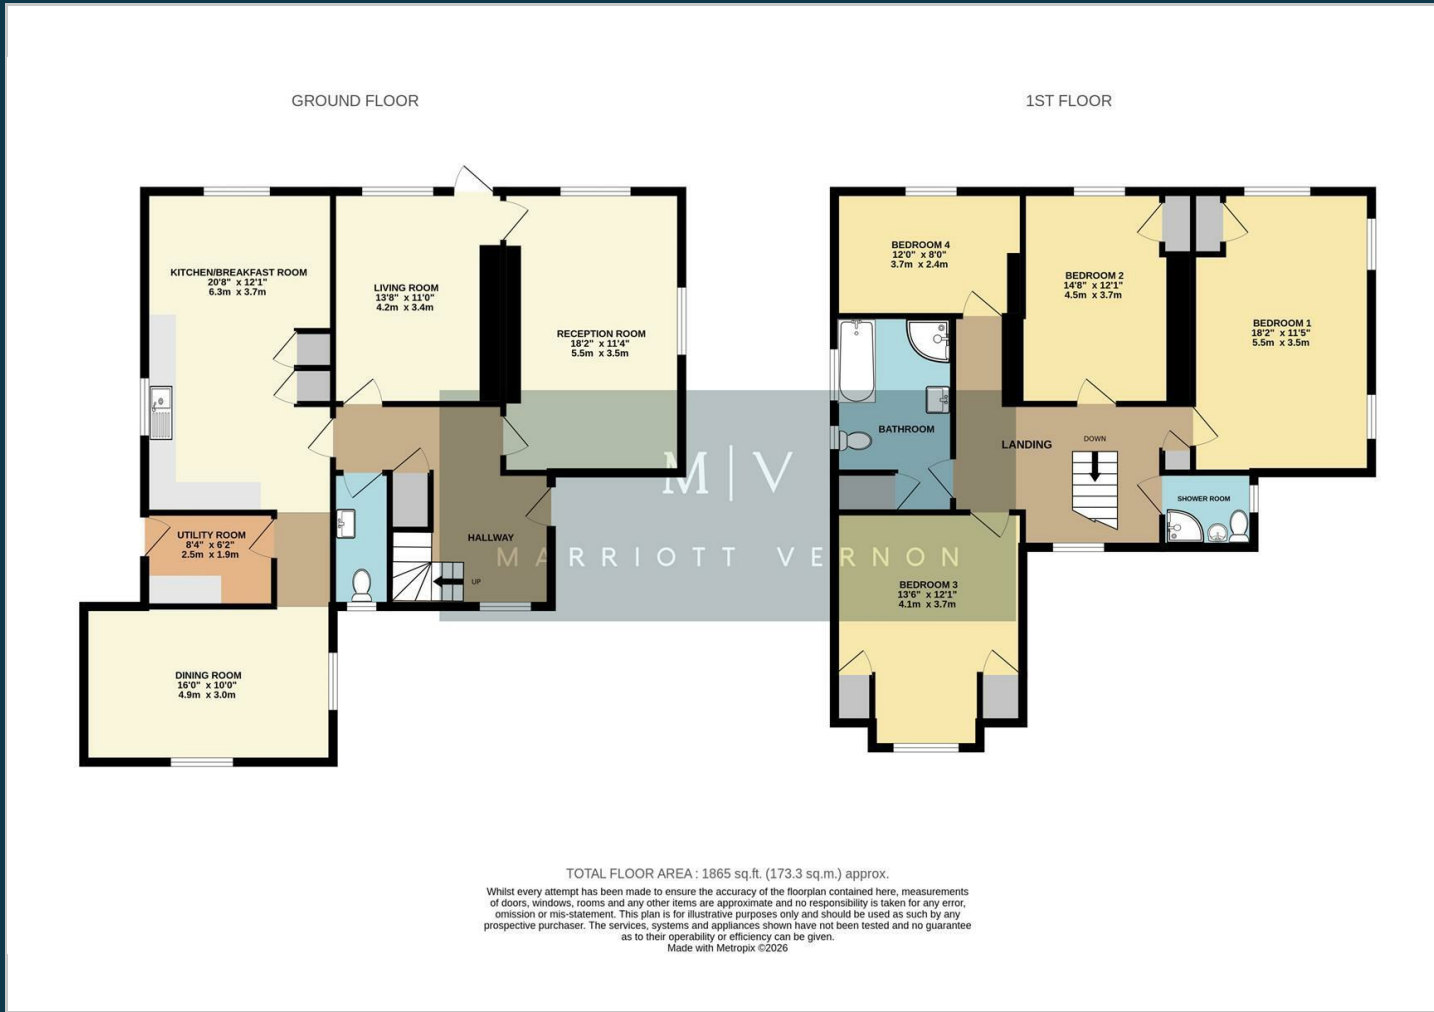 GROUND FLOOR
1ST FLOOR
KITCHEN/BREAKFAST ROOM
20'8" x 12'1"
6.3m x 3.7m
LIVING ROOM
13'8" x 11'0"
4.2m x 3.4m
RECEPTION ROOM
18'2" x 11'4"
5.5m x 3.5m
UTILITY ROOM
8'4" x 6'2"
2.5m x 1.9m
HALLWAY
UP
DINING ROOM
16'0" x 10'0"
4.9m x 3.0m
BEDROOM 4
12'0" x 8'0"
3.7m x 2.4m
BEDROOM 2
14'8" x 12'1"
4.5m x 3.7m
BEDROOM 1
18'2" x 11'5"
5.5m x 3.5m
BATHROOM
LANDING
DOWN
SHOWER ROOM
BEDROOM 3
13'6" x 12'1"
4.1m x 3.7m
M|V
MARRIOTT VERNON
TOTAL FLOOR AREA : 1865 sq.ft. (173.3 sq.m.) approx.
Whilst every attempt has been made to ensure the accuracy of the floorplan contained here, measurements
of doors, windows, rooms and any other items are approximate and no responsibility is taken for any error,
omission or mis-statement. This plan is for illustrative purposes only and should be used as such by any
prospective purchaser. The services, systems and appliances shown have not been tested and no guarantee
as to their operability or efficiency can be given.
Made with Metropix ©2026